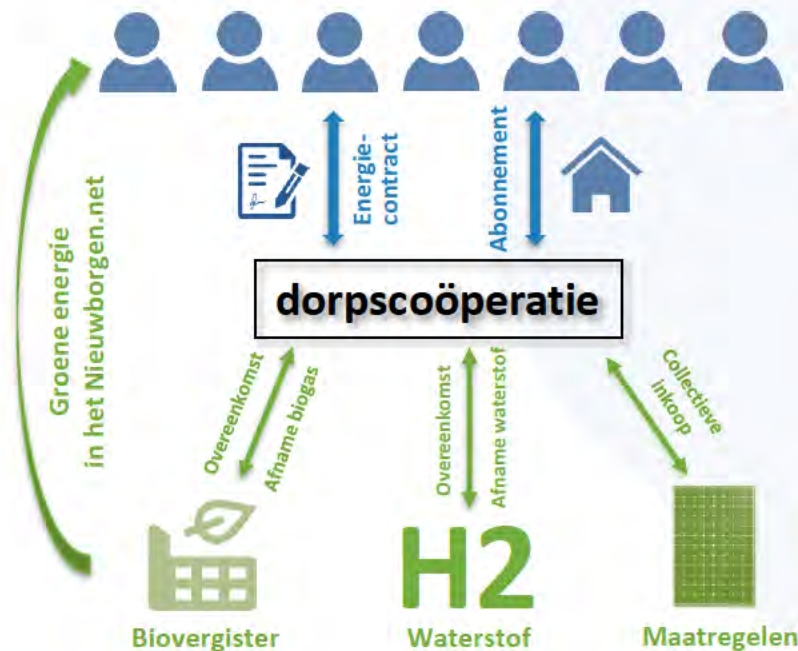 Energie-
contract
Abonnement
Groene energie
in het Nieuwborgen.net
dorpscoöperatie
Overeenkomst
Afname biogas
Overeenkomst
Afname waterstof
Collectieve
inkoop
H2
Biovergister
Waterstof
Maatregelen